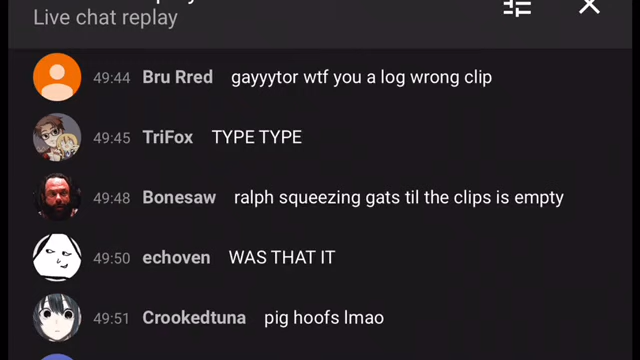 Live chat replay
49:44 Bru Rred gayyytor wtf you a log wrong clip
49:45 TriFox TYPE TYPE
49:48 Bonesaw ralph squeezing gats til the clips is empty
49:50 echoven WAS THAT IT
49:51 Crookedtuna pig hoofs lmao